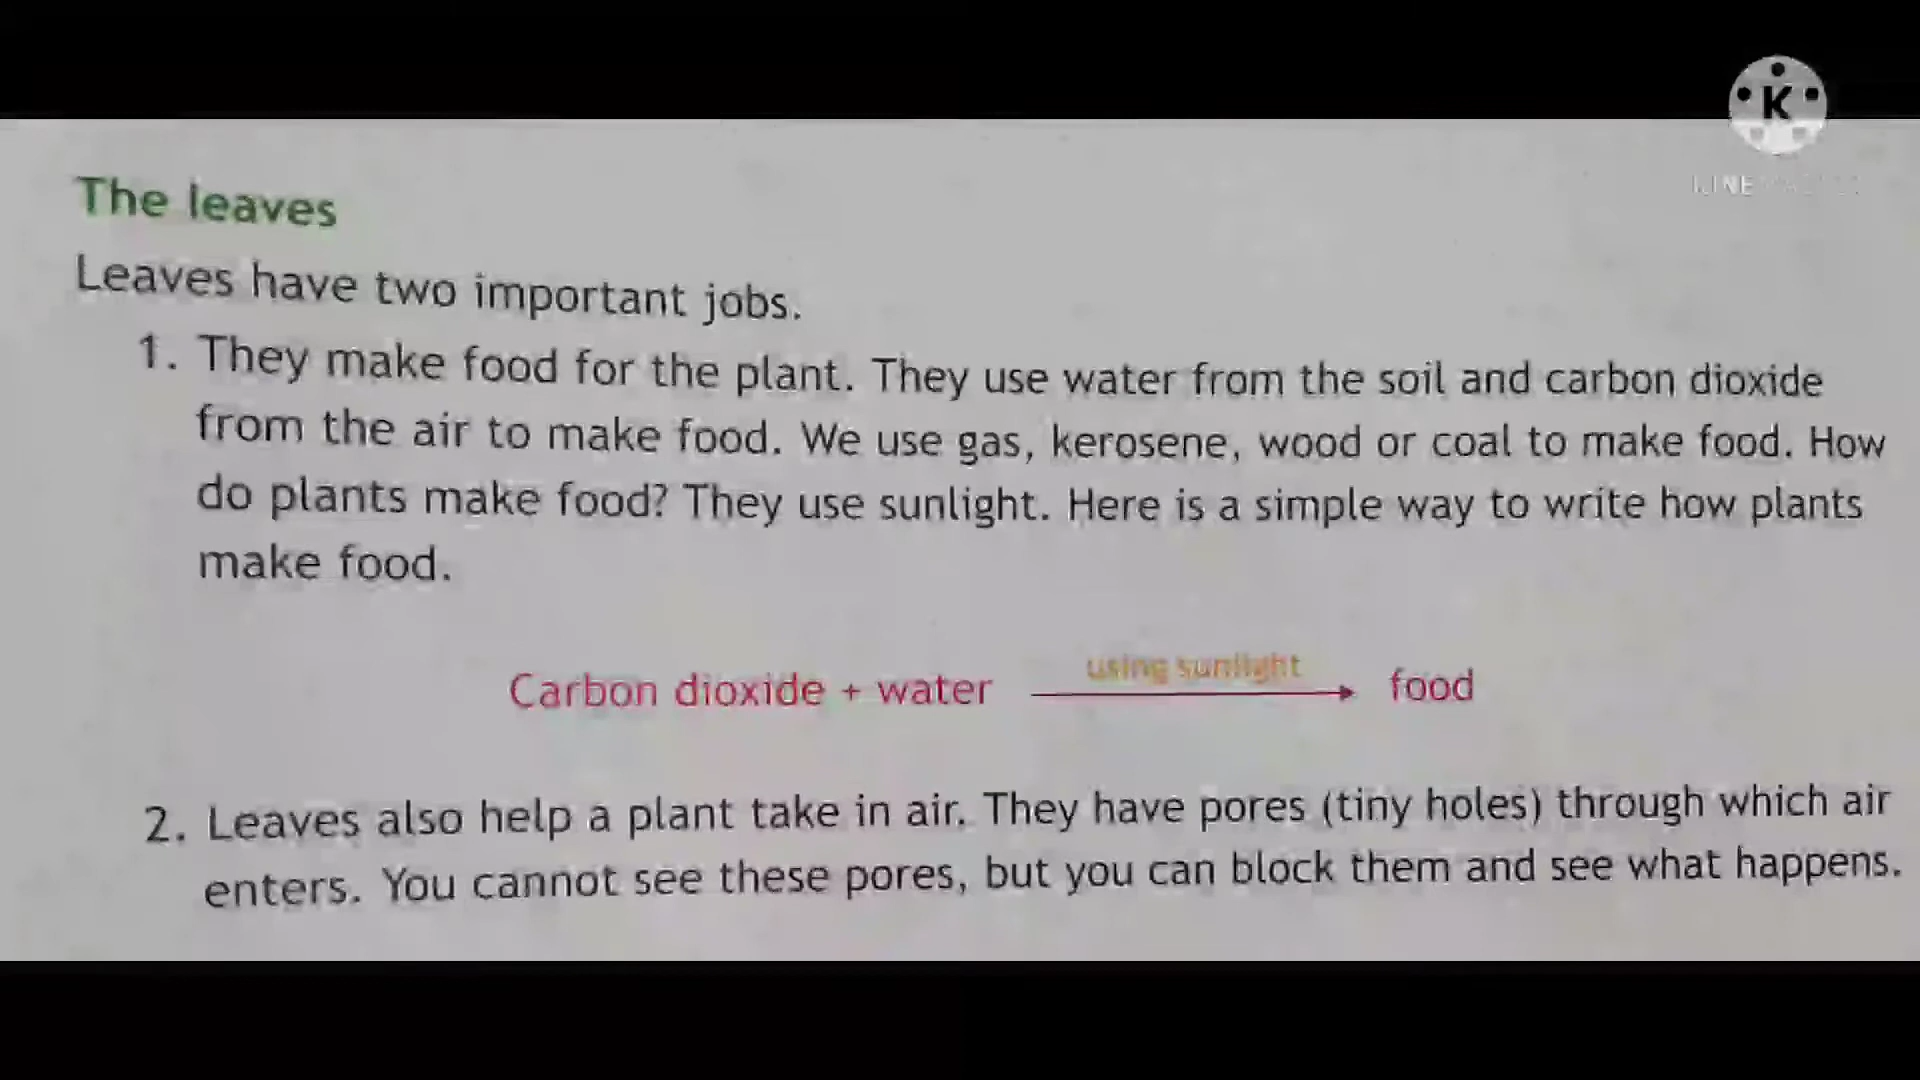 K
KINE
The leaves
Leaves have two important jobs.
1. They make food for the plant. They use water from the soil and carbon dioxide
from the air to make food. We use gas, kerosene, wood or coal to make food. How
do plants make food? They use sunlight. Here is a simple way to write how plants
make food.
using sunlight
Carbon dioxide + water → food
2. Leaves also help a plant take in air. They have pores (tiny holes) through which air
enters. You cannot see these pores, but you can block them and see what happens.